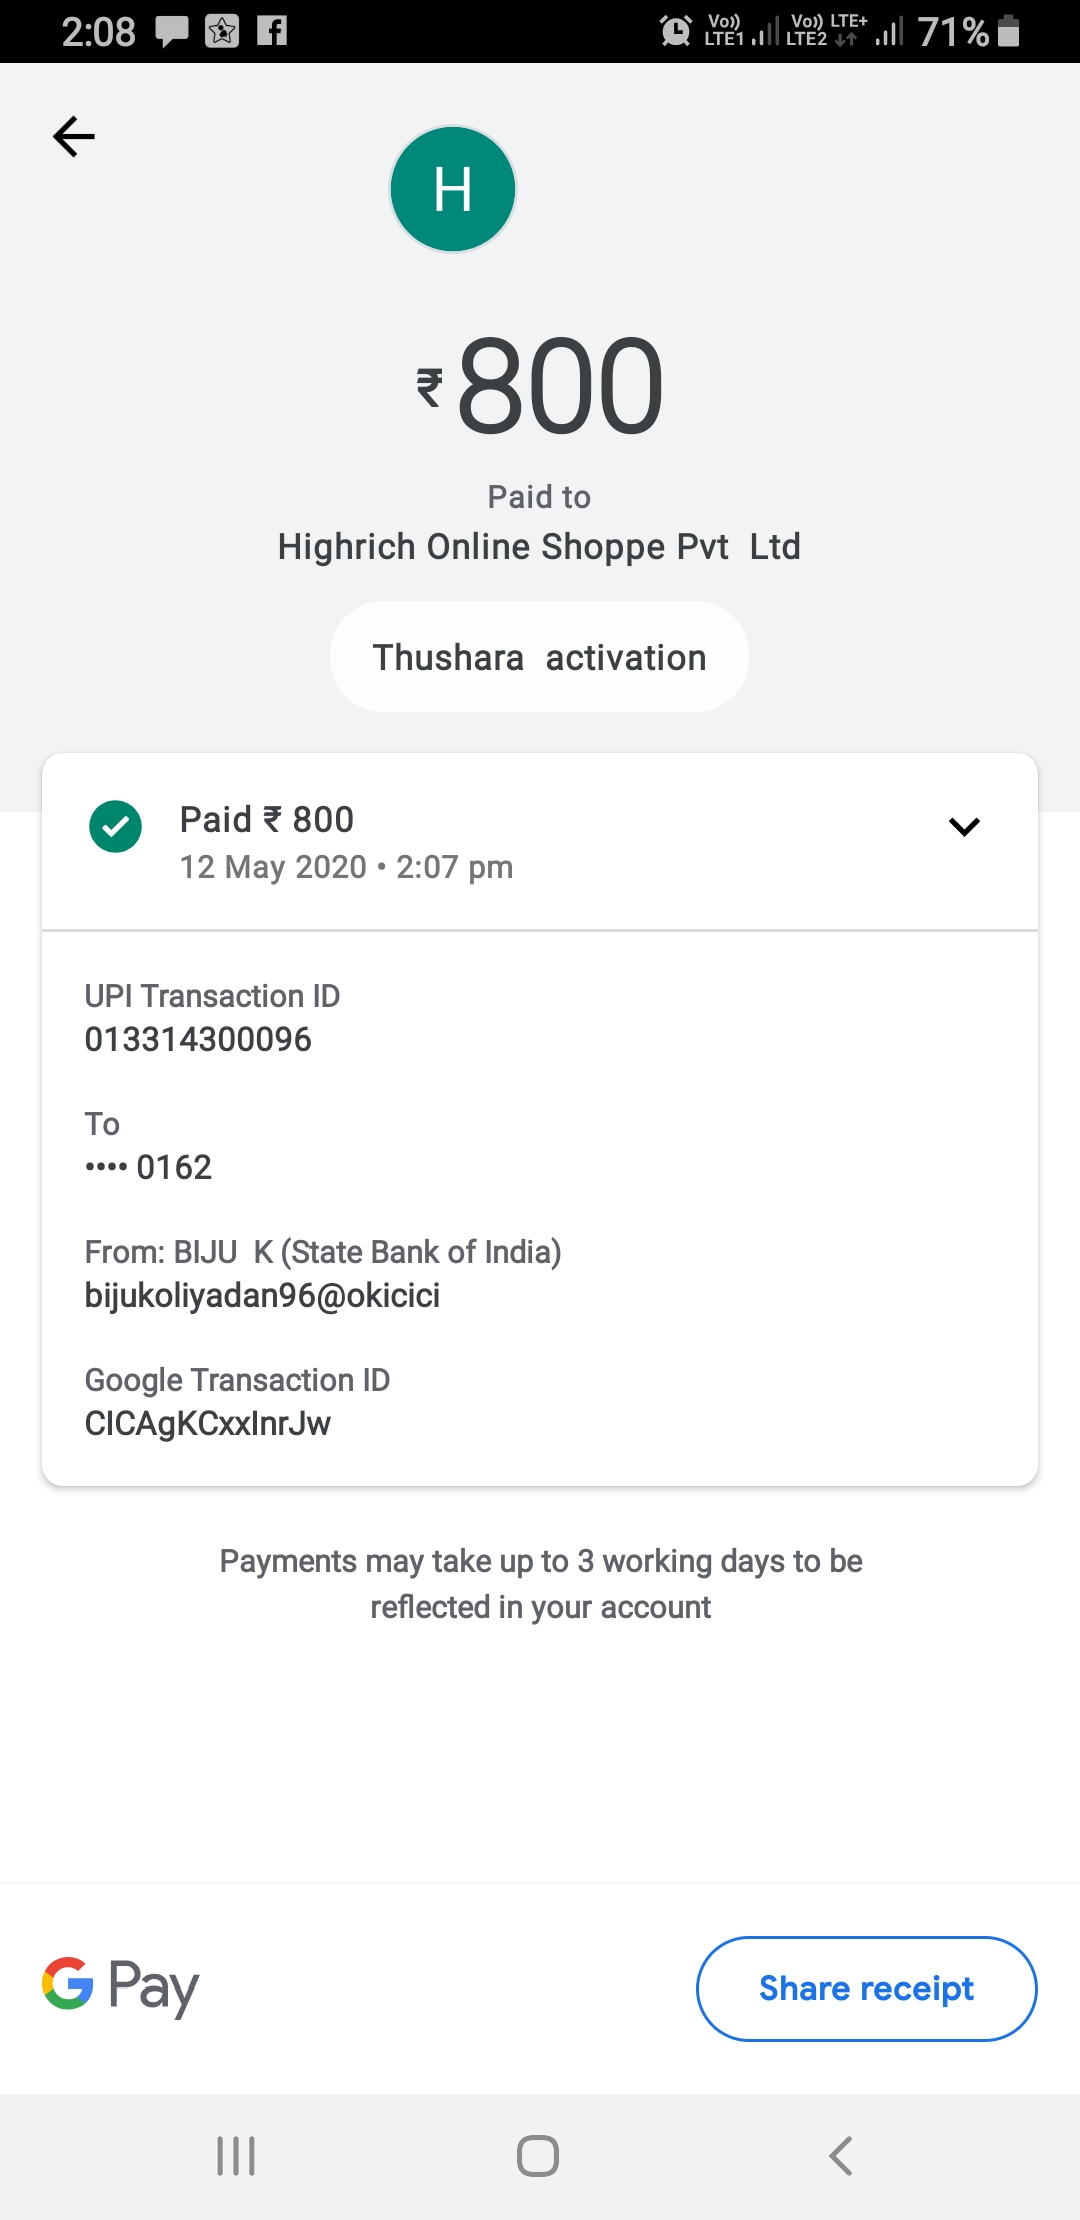 2:08
Vo)) LTE1 Vo)) LTE+ LTE2 71%
H
₹800
Paid to
Highrich Online Shoppe Pvt Ltd
Thushara activation
Paid ₹ 800
12 May 2020 • 2:07 pm
UPI Transaction ID
013314300096
To
•••• 0162
From: BIJU K (State Bank of India)
bijukoliyadan96@okicici
Google Transaction ID
CICAgKCxxInrJw
Payments may take up to 3 working days to be
reflected in your account
G Pay
Share receipt